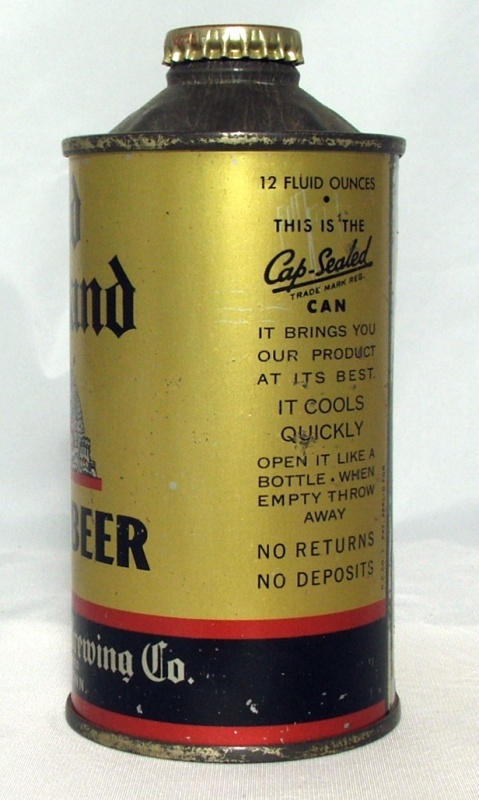 d
and
BEER
rewing Co.
NN.
12 FLUID OUNCES
•
THIS IS THE
Cap-Sealed
TRADE MARK REG.
CAN
IT BRINGS YOU
OUR PRODUCT
AT ITS BEST.
IT COOLS
QUICKLY
OPEN IT LIKE A
BOTTLE • WHEN
EMPTY THROW
AWAY
NO RETURNS
NO DEPOSITS